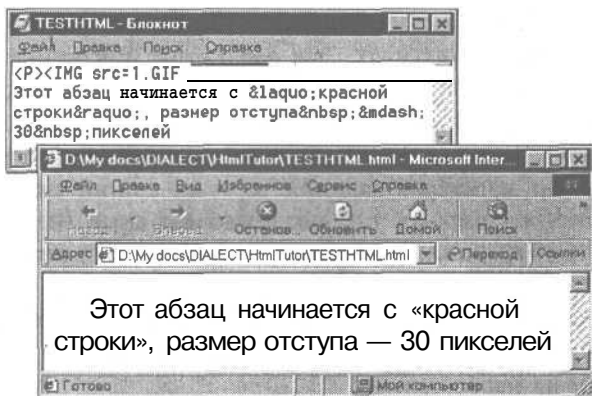 TESTHTML - Блокнот
Файл Правка Поиск Справка
<P><IMG src=1.GIF
Этот абзац начинается с &laquo;красной
строки&raquo;, размер отступа&nbsp;&mdash;
30&nbsp;пикселей
D:\My docs\DIALECT\HtmlTutor\TESTHTML.html - Microsoft Inter...
Файл Правка Вид Избранное Сервис Справка
Назад Вперед Останов... Обновить Домой Поиск
Адрес D:\My docs\DIALECT\HtmlTutor\TESTHTML.html Переход Ссылки
Этот абзац начинается с «красной
строки», размер отступа — 30 пикселей
Готово Мой компьютер